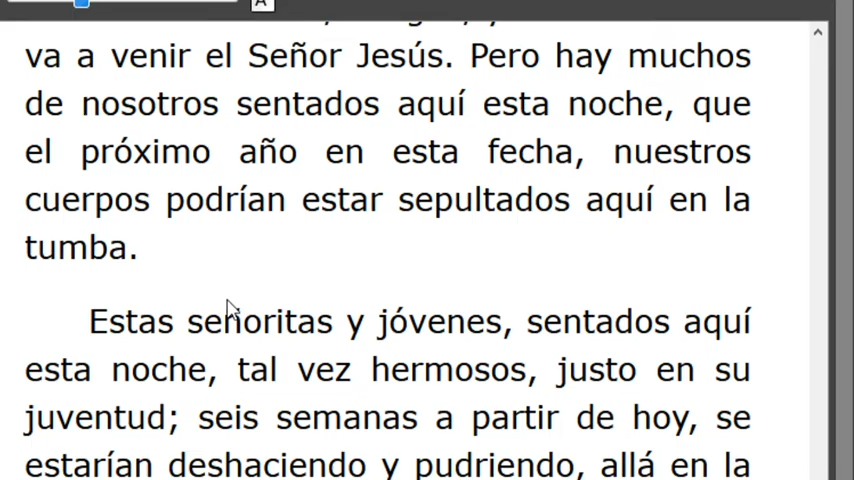 va a venir el Señor Jesús. Pero hay muchos
de nosotros sentados aquí esta noche, que
el próximo año en esta fecha, nuestros
cuerpos podrían estar sepultados aquí en la
tumba.
Estas señoritas y jóvenes, sentados aquí
esta noche, tal vez hermosos, justo en su
juventud; seis semanas a partir de hoy, se
estarían deshaciendo y pudriendo, allá en la